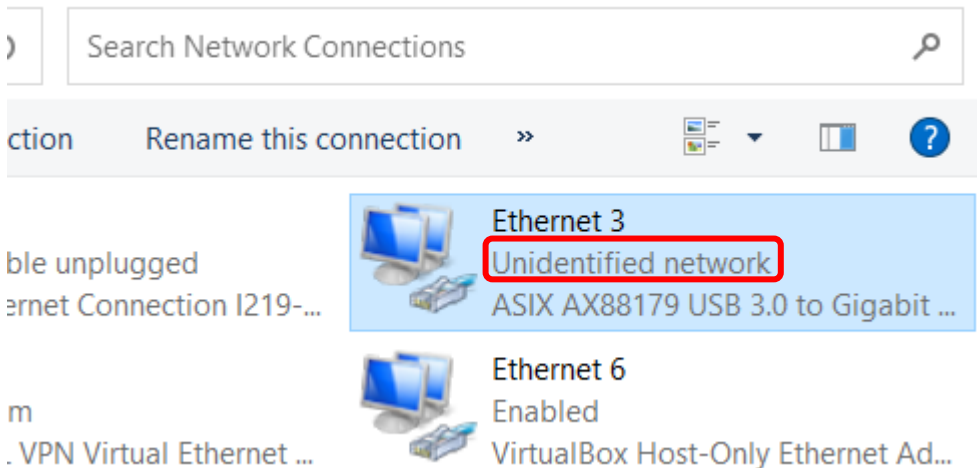 Search Network Connections
ction Rename this connection »
?
ble unplugged
ernet Connection I219-...
Ethernet 3
Unidentified network
ASIX AX88179 USB 3.0 to Gigabit ...
m
. VPN Virtual Ethernet ...
Ethernet 6
Enabled
VirtualBox Host-Only Ethernet Ad...